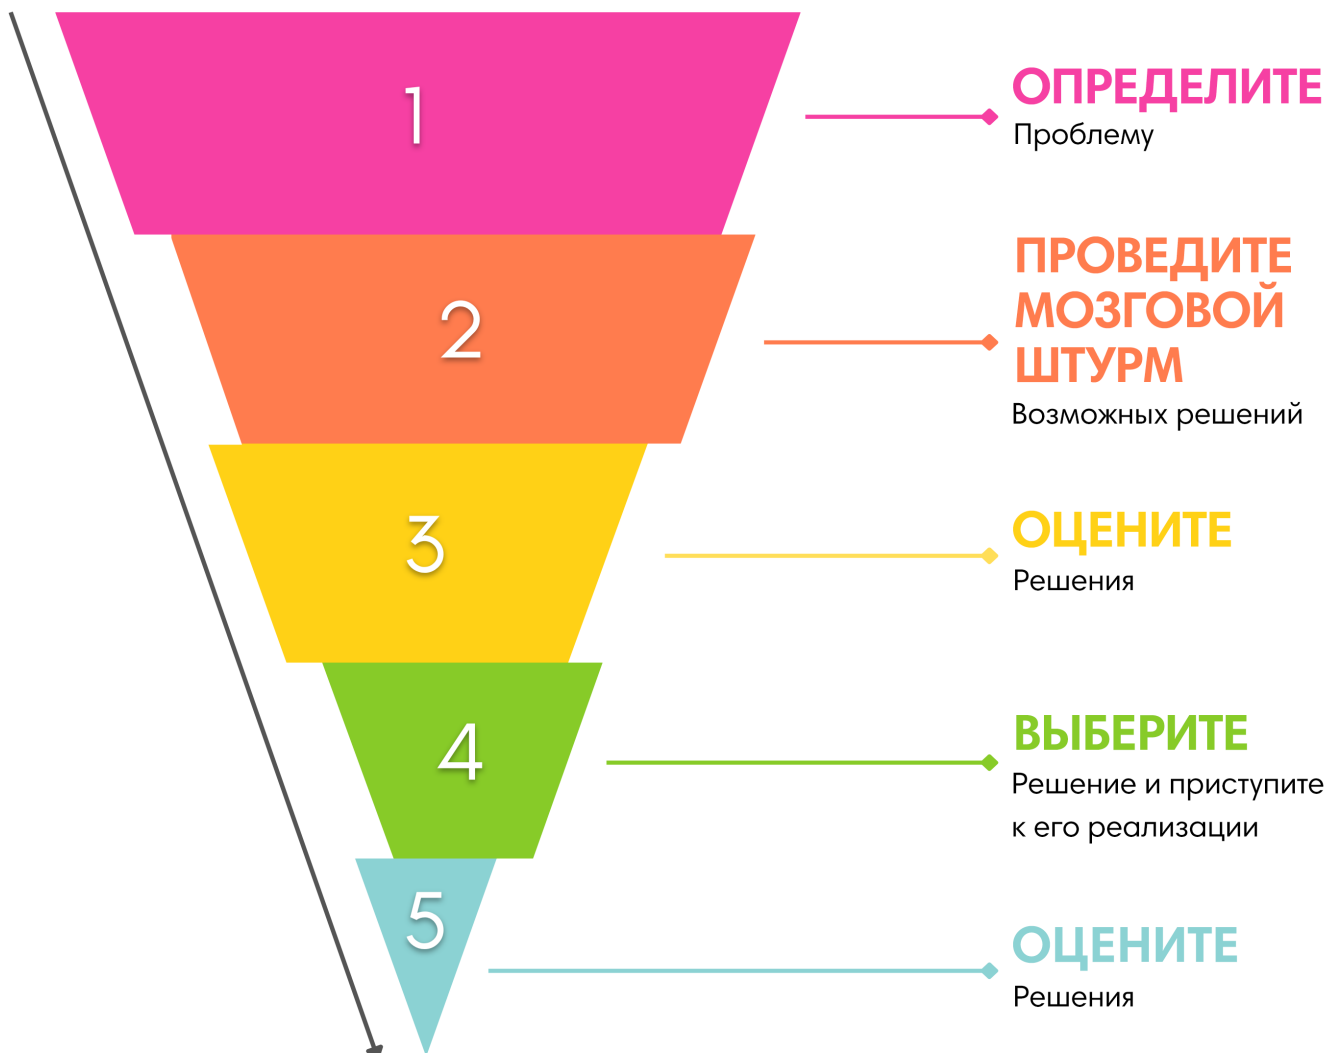 1
ОПРЕДЕЛИТЕ
Проблему
2
ПРОВЕДИТЕ
МОЗГОВОЙ
ШТУРМ
Возможных решений
3
ОЦЕНИТЕ
Решения
4
ВЫБЕРИТЕ
Решение и приступите
к его реализации
5
ОЦЕНИТЕ
Решения